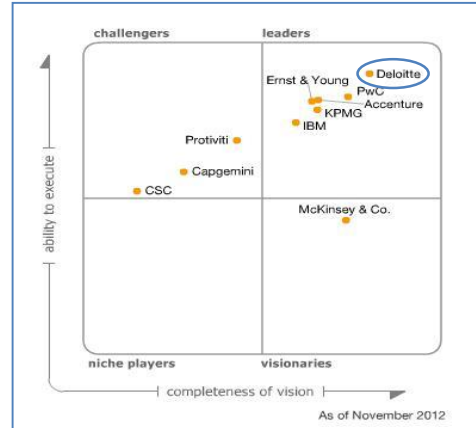 challengers
leaders
Deloitte
Ernst & Young
PwC
Accenture
KPMG
IBM
Protiviti
Capgemini
CSC
McKinsey & Co.
ability to execute
niche players
visionaries
completeness of vision
As of November 2012